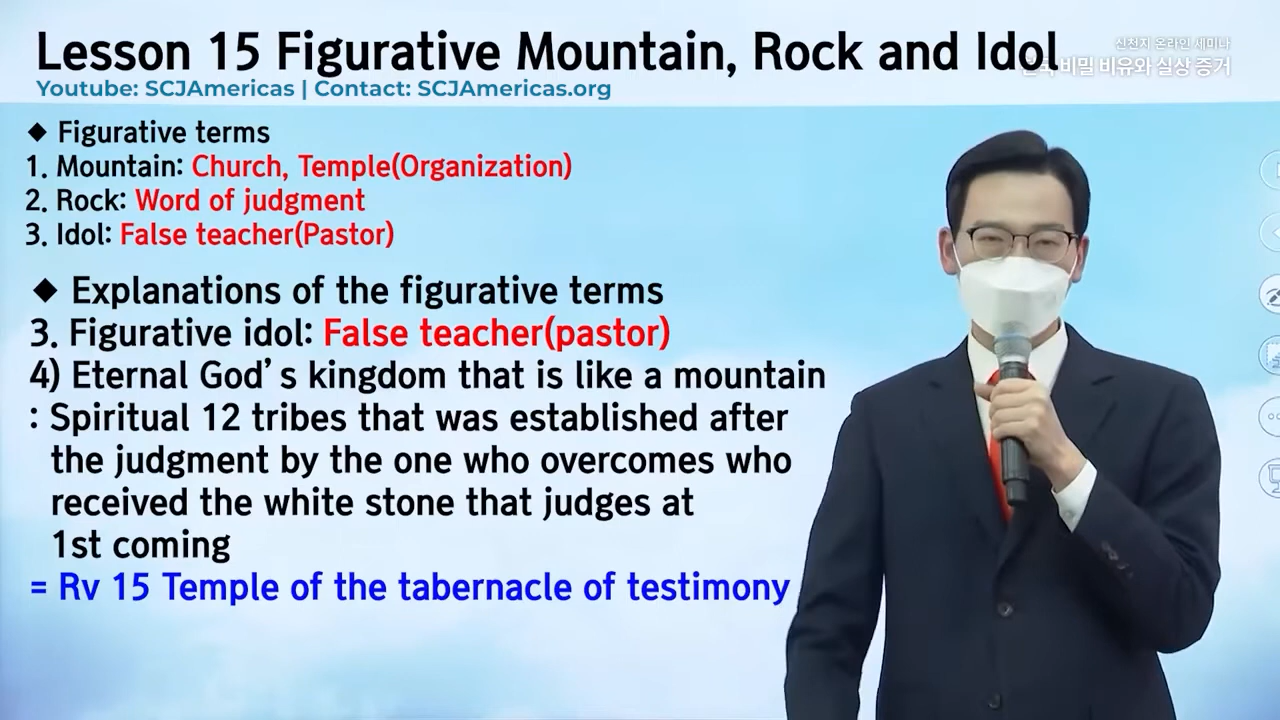 Lesson 15 Figurative Mountain, Rock and Idol
신천지 온라인 세미나
비밀 비유와 실상 증거
Youtube: SCJAmericas | Contact: SCJAmericas.org
◆ Figurative terms
1. Mountain: Church, Temple(Organization)
2. Rock: Word of judgment
3. Idol: False teacher(Pastor)
◆ Explanations of the figurative terms
3. Figurative idol: False teacher(pastor)
4) Eternal God's kingdom that is like a mountain
: Spiritual 12 tribes that was established after
the judgment by the one who overcomes who
received the white stone that judges at
1st coming
= Rv 15 Temple of the tabernacle of testimony